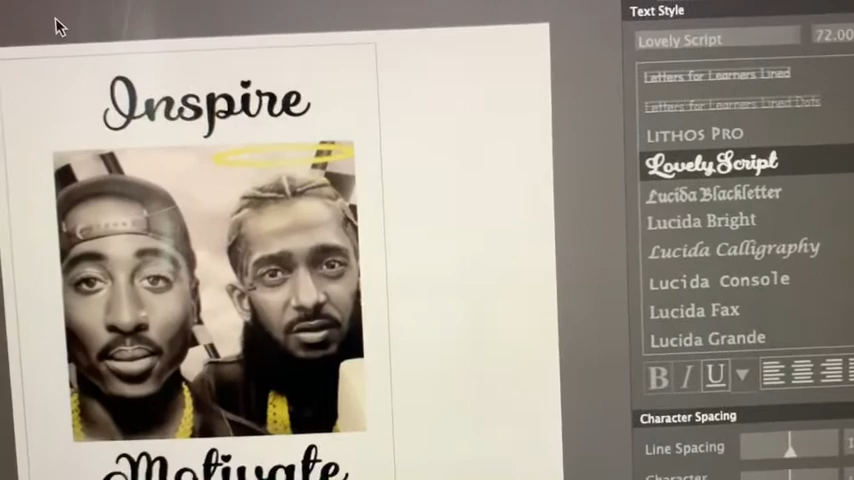 Text Style
Lovely Script
72.00
Letters for Learners Lined
Letters for Learners Lined Dots
LITHOS PRO
Lovely Script
Lucida Blackletter
Lucida Bright
Lucida Calligraphy
Lucida Console
Lucida Fax
Lucida Grande
B I U
Character Spacing
Line Spacing
Character
Inspire
Motivate